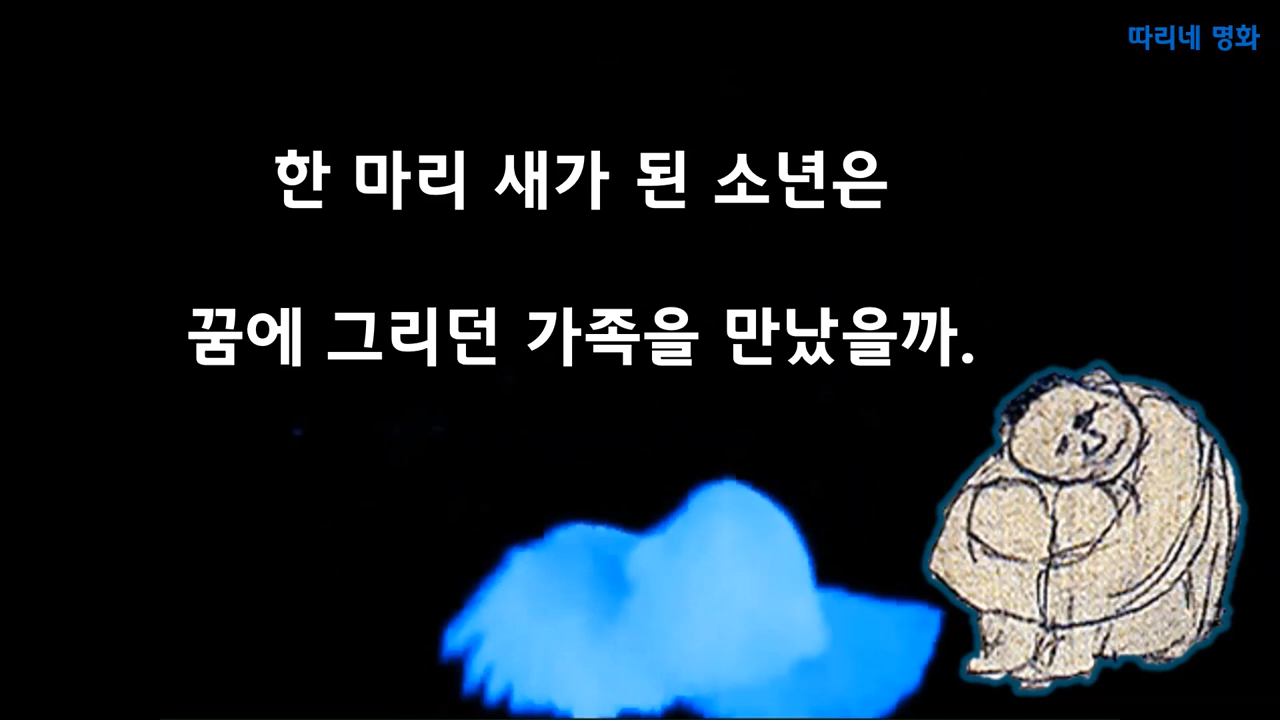 따리네 명화
한 마리 새가 된 소년은
꿈에 그리던 가족을 만났을까.